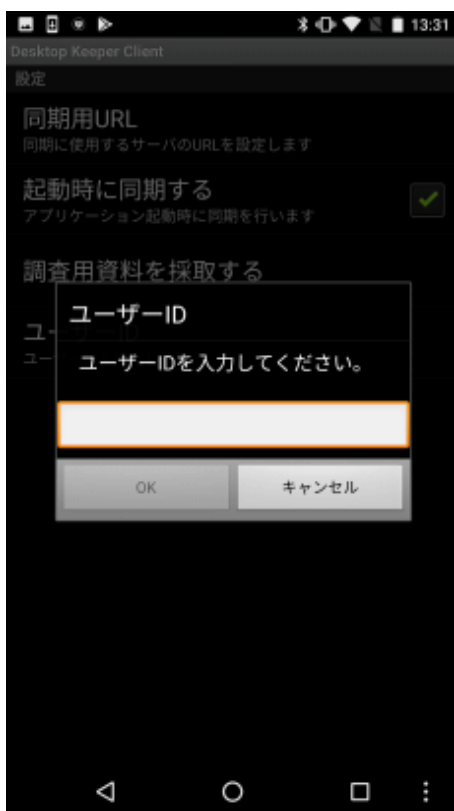 13:31
Desktop Keeper Client
設定
同期用URL
同期に使用するサーバのURLを設定します
起動時に同期する
アプリケーション起動時に同期を行います
調査用資料を採取する
ユーザーID
ユーザーIDを入力してください。
OK
キャンセル